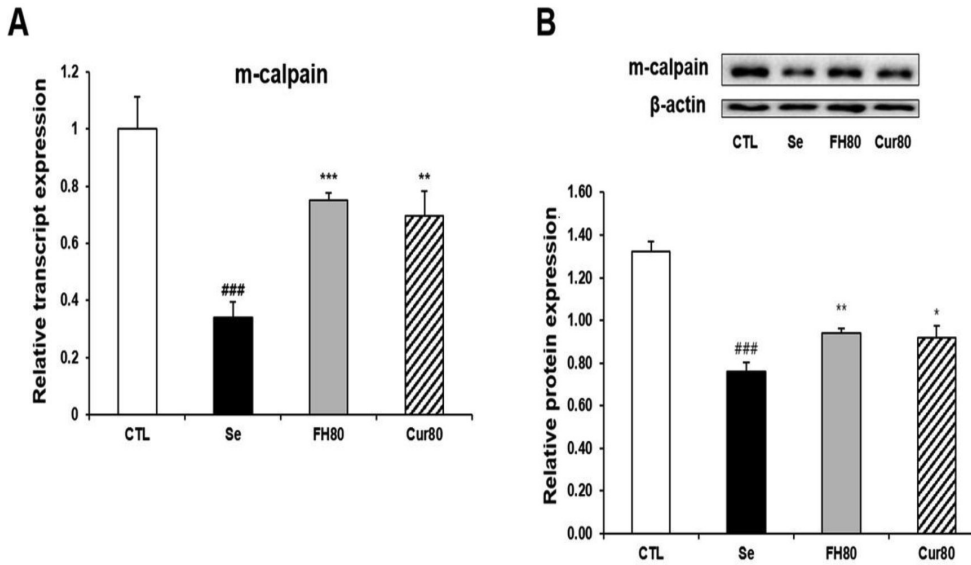 A
m-calpain
Relative transcript expression
1.2
1
0.8
0.6
0.4
0.2
0
###
***
**
CTL Se FH80 Cur80
B
m-calpain
β-actin
CTL Se FH80 Cur80
Relative protein expression
1.60
1.40
1.20
1.00
0.80
0.60
0.40
0.20
0.00
###
**
*
CTL Se FH80 Cur80